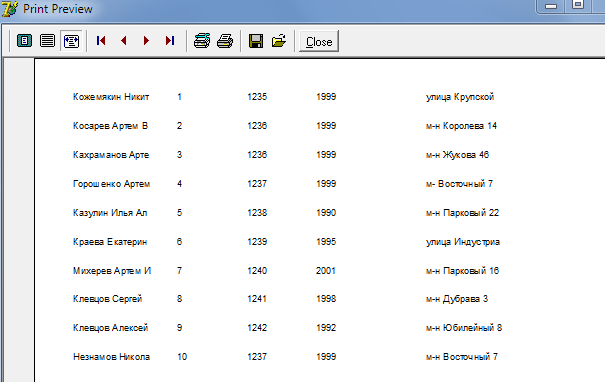 Print Preview
Close
Кожемякин Никит 1 1235 1999 улица Крупской
Косарев Артем В 2 1236 1999 м-н Королева 14
Кахраманов Арте 3 1236 1999 м-н Жукова 46
Горошенко Артем 4 1237 1999 м- Восточный 7
Казулин Илья Ал 5 1238 1990 м-н Парковый 22
Краева Екатерин 6 1239 1995 улица Индустриа
Михерев Артем И 7 1240 2001 м-н Парковый 16
Клевцов Сергей 8 1241 1998 м-н Дубрава 3
Клевцов Алексей 9 1242 1992 м-н Юбилейный 8
Незнамов Никола 10 1237 1999 м-н Восточный 7